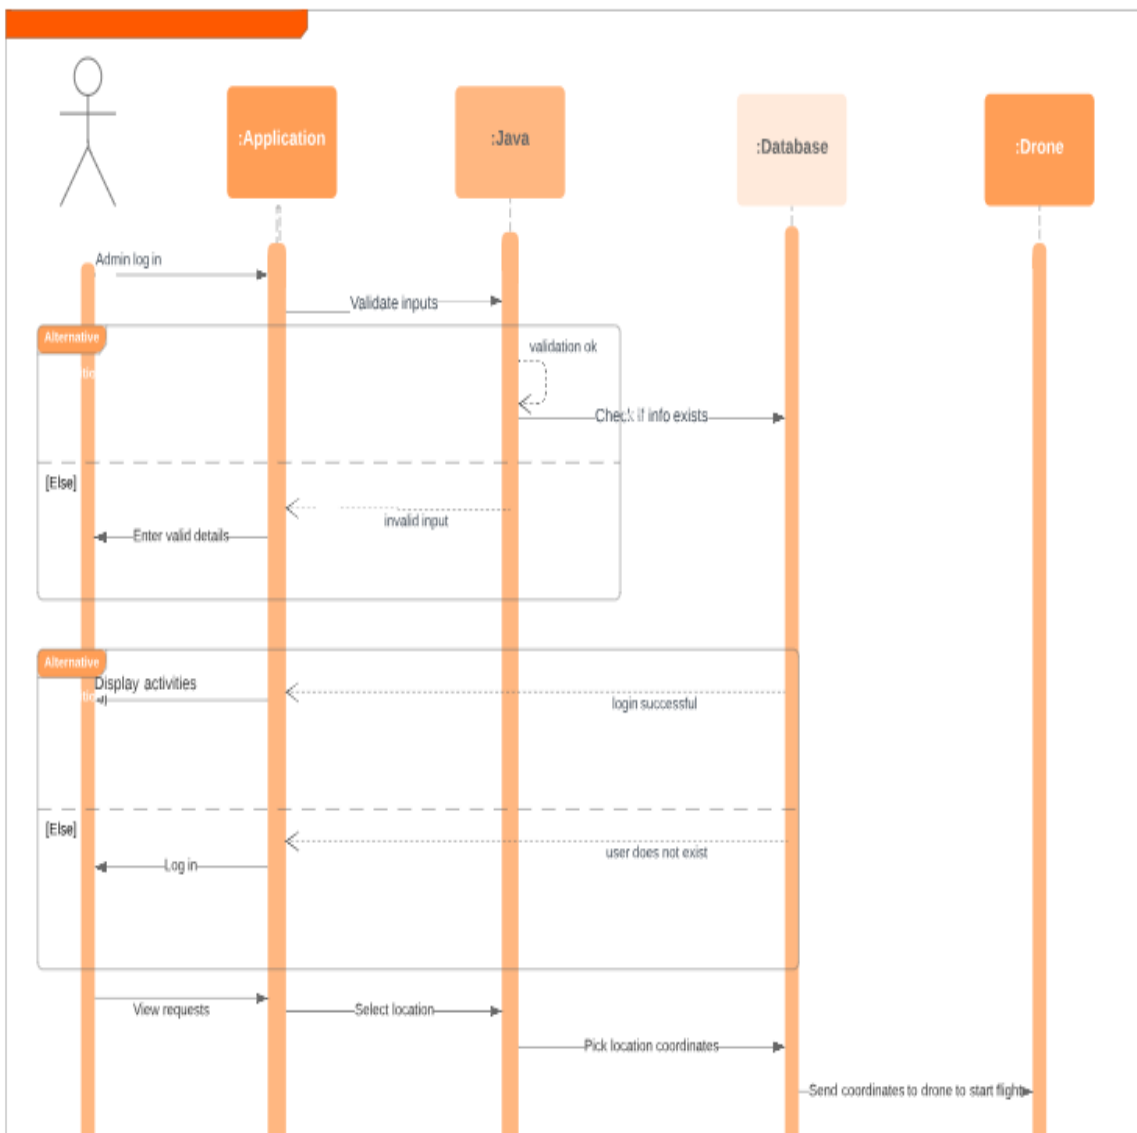 :Application
:Java
:Database
:Drone
Admin log in
Validate inputs
Alternative
validation ok
Check if info exists
[Else]
invalid input
Enter valid details
Alternative
Display activities
login successful
[Else]
user does not exist
Log in
View requests
Select location
Pick location coordinates
Send coordinates to drone to start flight